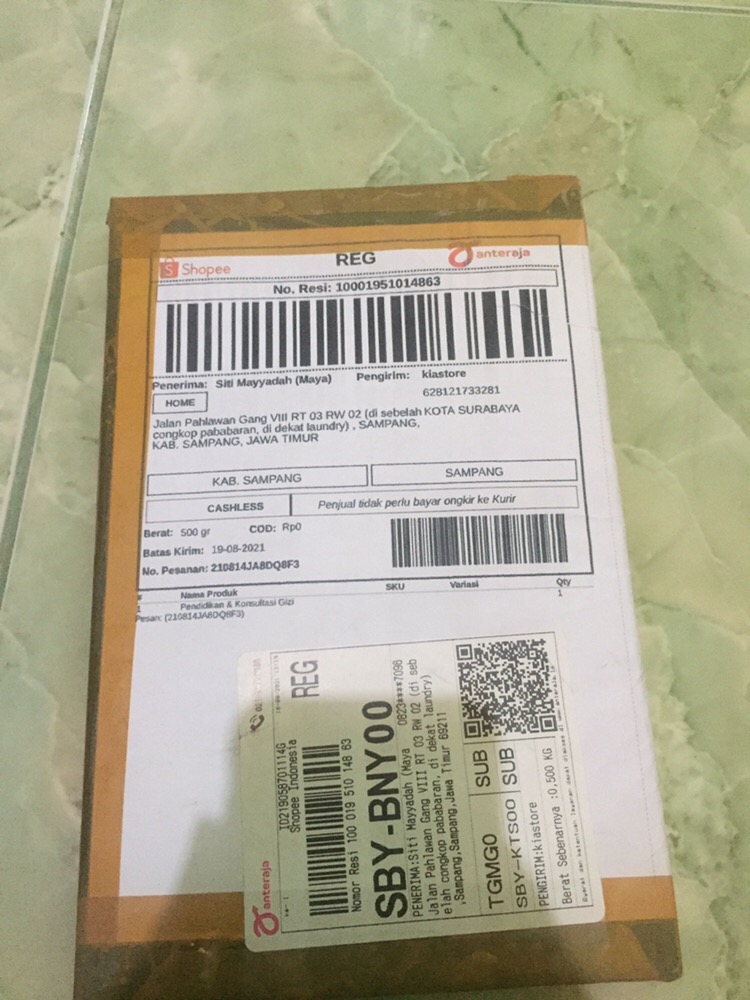 Shopee
REG
anteraja
No. Resi: 10001951014863
Penerima: Siti Mayyadah (Maya)
Pengirim: kiastore
628121733281
HOME
Jalan Pahlawan Gang VIII RT 03 RW 02 (di sebelah KOTA SURABAYA
congkop pababaran, di dekat laundry) , SAMPANG,
KAB. SAMPANG, JAWA TIMUR
KAB. SAMPANG
SAMPANG
CASHLESS
Penjual tidak perlu bayar ongkir ke Kurir
Berat: 500 gr
COD: Rp0
Batas Kirim: 19-08-2021
No. Pesanan: 210814JA8DQ8F3
# Nama Produk SKU Variasi Qty
1 Pendidikan & Konsultasi Gizi 1
Pesan: (210814JA8DQ8F3)
anteraja
TD219058701114G
Shopee Indonesia
REG
Nomor Resi 100 019 510 148 63
SBY-BNY00
PENERIMA:Siti Mayyadah (Maya 0823****7096
Jalan Pahlawan Gang VIII RT 03 RW 02 (di seb
elah congkop pababaran, di dekat laundry)
,Sampang,Sampang,Jawa Timur 69211
TGMG0 SUB
SBY-KTS00 SUB
PENGIRIM:kiastore
Berat Sebenarnya :0,500 KG